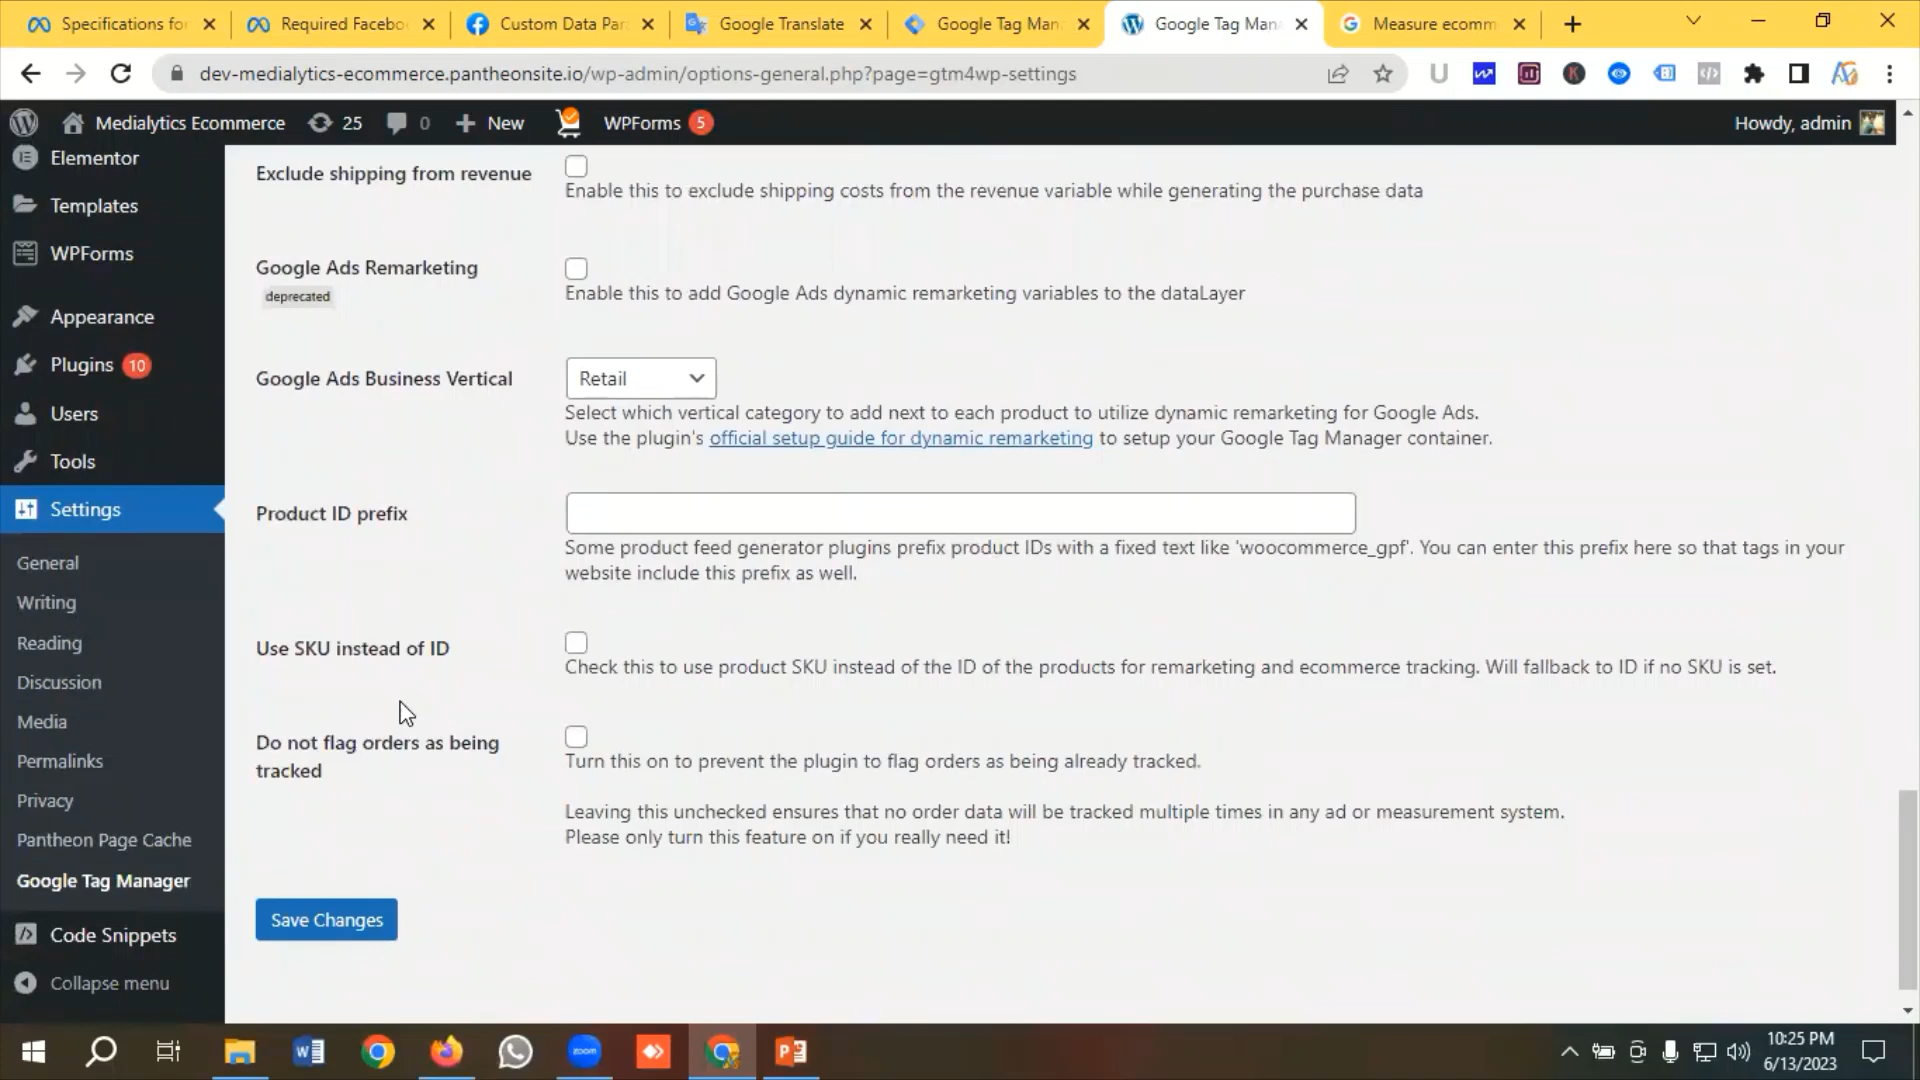 Specifications for
Required Facebo
Custom Data Par
Google Translate
Google Tag Man
Google Tag Man
Measure ecomm
dev-medialytics-ecommerce.pantheonsite.io/wp-admin/options-general.php?page=gtm4wp-settings
Medialytics Ecommerce
25
0
New
WPForms 5
Howdy, admin
Elementor
Templates
WPForms
Appearance
Plugins 10
Users
Tools
Settings
General
Writing
Reading
Discussion
Media
Permalinks
Privacy
Pantheon Page Cache
Google Tag Manager
Code Snippets
Collapse menu
Exclude shipping from revenue
Enable this to exclude shipping costs from the revenue variable while generating the purchase data
Google Ads Remarketing
deprecated
Enable this to add Google Ads dynamic remarketing variables to the dataLayer
Google Ads Business Vertical
Retail
Select which vertical category to add next to each product to utilize dynamic remarketing for Google Ads.
Use the plugin's official setup guide for dynamic remarketing to setup your Google Tag Manager container.
Product ID prefix
Some product feed generator plugins prefix product IDs with a fixed text like 'woocommerce_gpf'. You can enter this prefix here so that tags in your
website include this prefix as well.
Use SKU instead of ID
Check this to use product SKU instead of the ID of the products for remarketing and ecommerce tracking. Will fallback to ID if no SKU is set.
Do not flag orders as being
tracked
Turn this on to prevent the plugin to flag orders as being already tracked.
Leaving this unchecked ensures that no order data will be tracked multiple times in any ad or measurement system.
Please only turn this feature on if you really need it!
Save Changes
zoom
10:25 PM
6/13/2023